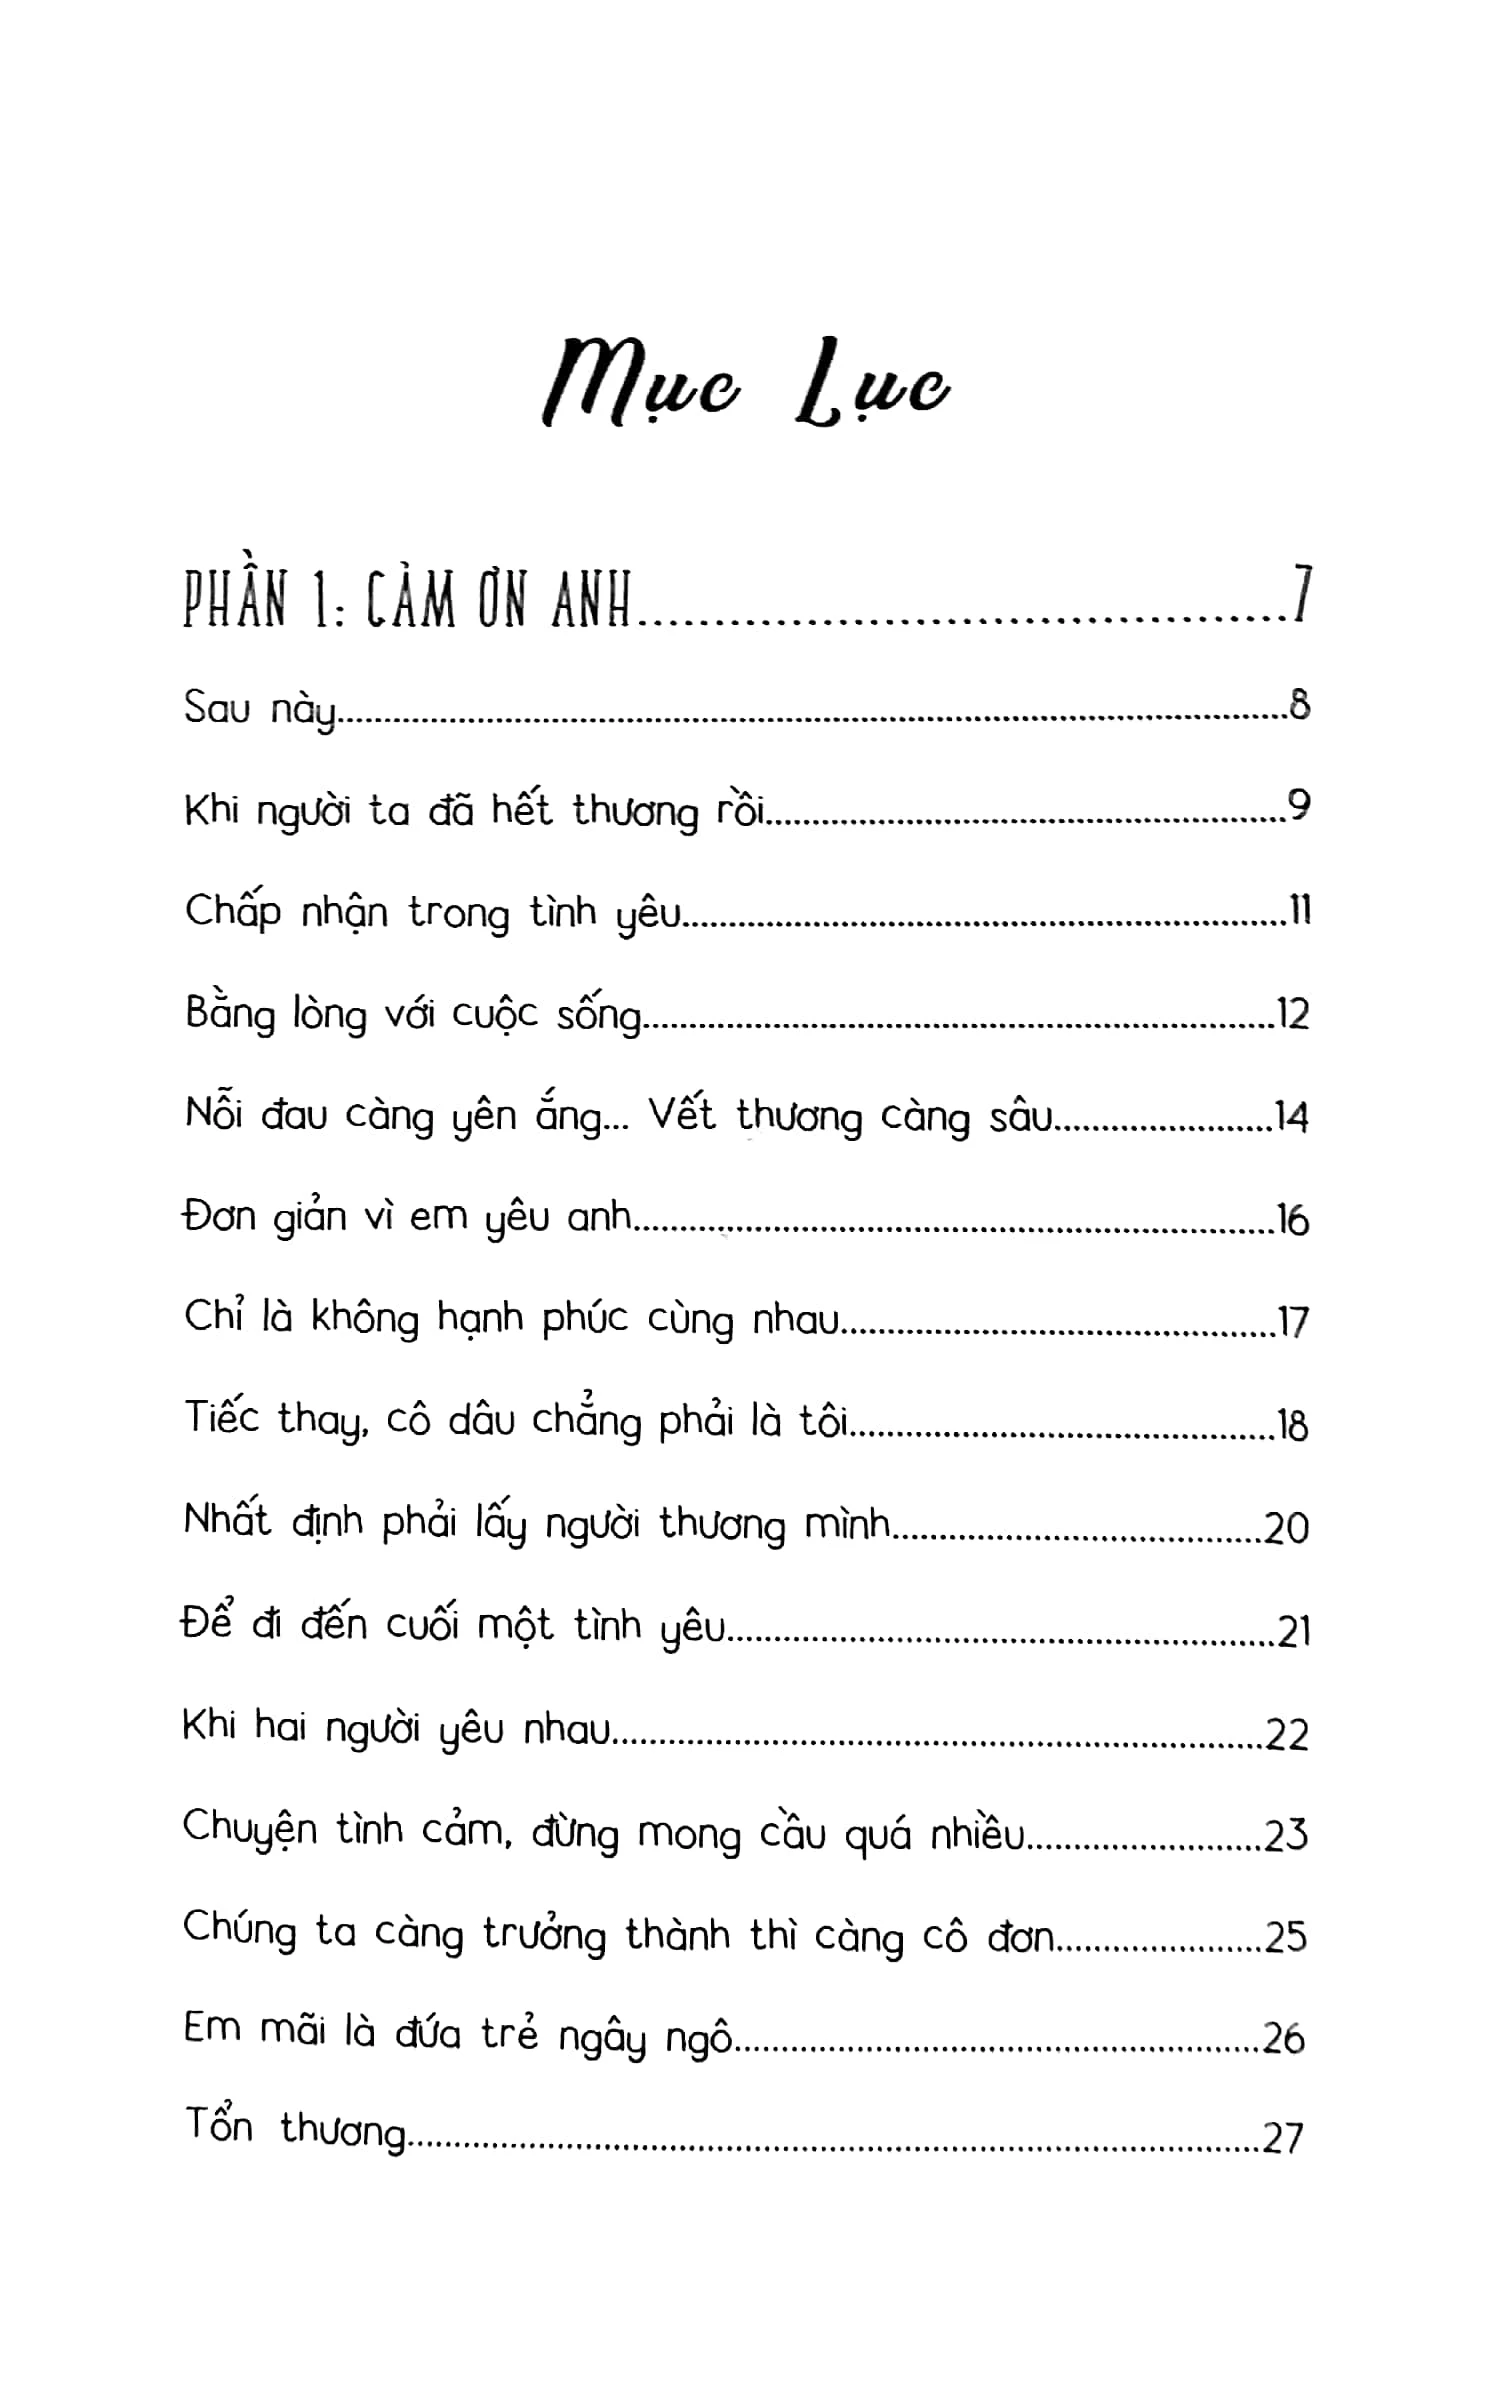 Mục Lục
PHẦN 1: CẢM ƠN ANH..........................................7
Sau này..........................................8
Khi người ta đã hết thương rồi..........................................9
Chấp nhận trong tình yêu..........................................11
Bằng lòng với cuộc sống..........................................12
Nỗi đau càng yên ắng... Vết thương càng sâu.......................14
Đơn giản vì em yêu anh..........................................16
Chỉ là không hạnh phúc cùng nhau..........................................17
Tiếc thay, cô dâu chẳng phải là tôi..........................................18
Nhất định phải lấy người thương mình.......................................20
Để đi đến cuối một tình yêu..........................................21
Khi hai người yêu nhau..........................................22
Chuyện tình cảm, đừng mong cầu quá nhiều.........................23
Chúng ta càng trưởng thành thì càng cô đơn......................25
Em mãi là đứa trẻ ngây ngô..........................................26
Tổn thương..........................................27